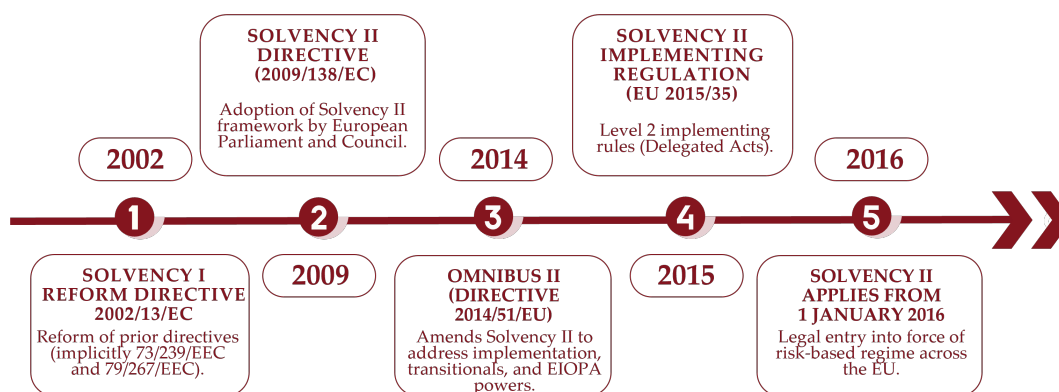 SOLVENCY II
DIRECTIVE
(2009/138/EC)
Adoption of Solvency II
framework by European
Parliament and Council.
SOLVENCY II
IMPLEMENTING
REGULATION
(EU 2015/35)
Level 2 implementing
rules (Delegated Acts).
2002
2014
2016
1
2
3
4
5
2009
2015
SOLVENCY I
REFORM DIRECTIVE
2002/13/EC
Reform of prior directives
(implicitly 73/239/EEC
and 79/267/EEC).
OMNIBUS II
(DIRECTIVE
2014/51/EU)
Amends Solvency II to
address implementation,
transitionals, and EIOPA
powers.
SOLVENCY II
APPLIES FROM
1 JANUARY 2016
Legal entry into force of
risk-based regime across
the EU.